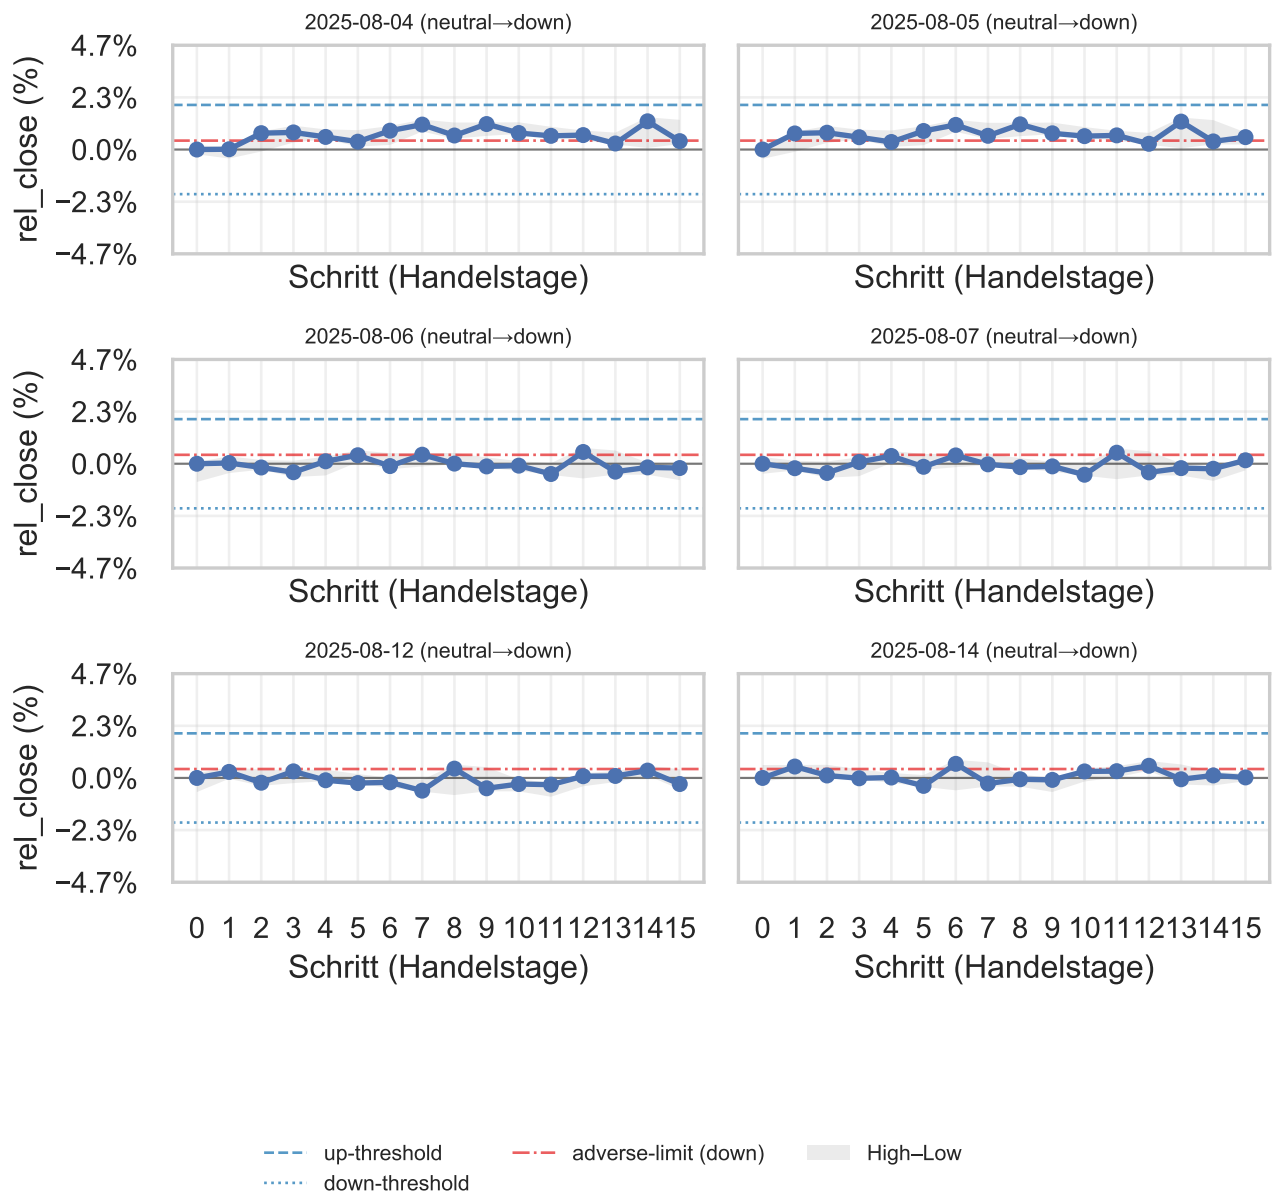 2025-08-04 (neutral→down)
2025-08-05 (neutral→down)
4.7%
2.3%
0.0%
−2.3%
−4.7%
rel_close (%)
Schritt (Handelstage)
Schritt (Handelstage)
2025-08-06 (neutral→down)
2025-08-07 (neutral→down)
4.7%
2.3%
0.0%
−2.3%
−4.7%
rel_close (%)
Schritt (Handelstage)
Schritt (Handelstage)
2025-08-12 (neutral→down)
2025-08-14 (neutral→down)
4.7%
2.3%
0.0%
−2.3%
−4.7%
rel_close (%)
0 1 2 3 4 5 6 7 8 9 10 11 12 13 14 15
0 1 2 3 4 5 6 7 8 9 10 11 12 13 14 15
Schritt (Handelstage)
Schritt (Handelstage)
up-threshold
down-threshold
adverse-limit (down)
High–Low